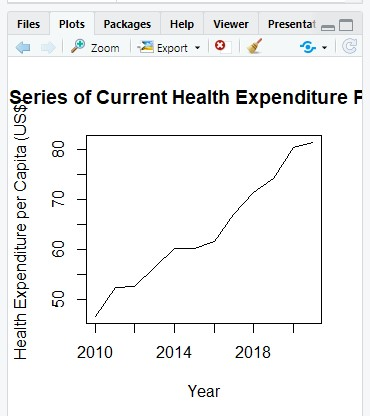 Files Plots Packages Help Viewer Presentat
Zoom Export
Series of Current Health Expenditure F
Health Expenditure per Capita (US$
80
70
60
50
2010 2014 2018
Year